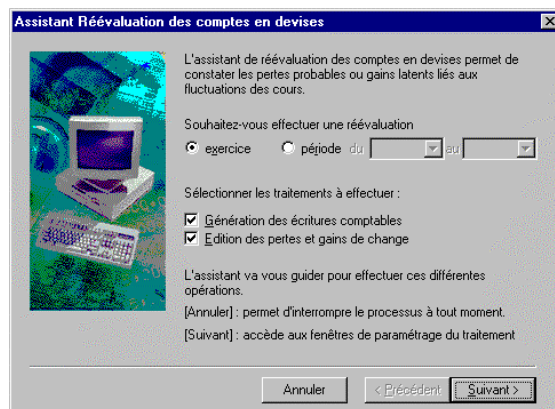 Assistant Réévaluation des comptes en devises
L'assistant de réévaluation des comptes en devises permet de
constater les pertes probables ou gains latents liés aux
fluctuations des cours.
Souhaitez-vous effectuer une réévaluation
exercice période du au
Sélectionner les traitements à effectuer :
Génération des écritures comptables
Edition des pertes et gains de change
L'assistant va vous guider pour effectuer ces différentes
opérations.
[Annuler] : permet d'interrompre le processus à tout moment.
[Suivant] : accède aux fenêtres de paramétrage du traitement
Annuler < Précédent Suivant >